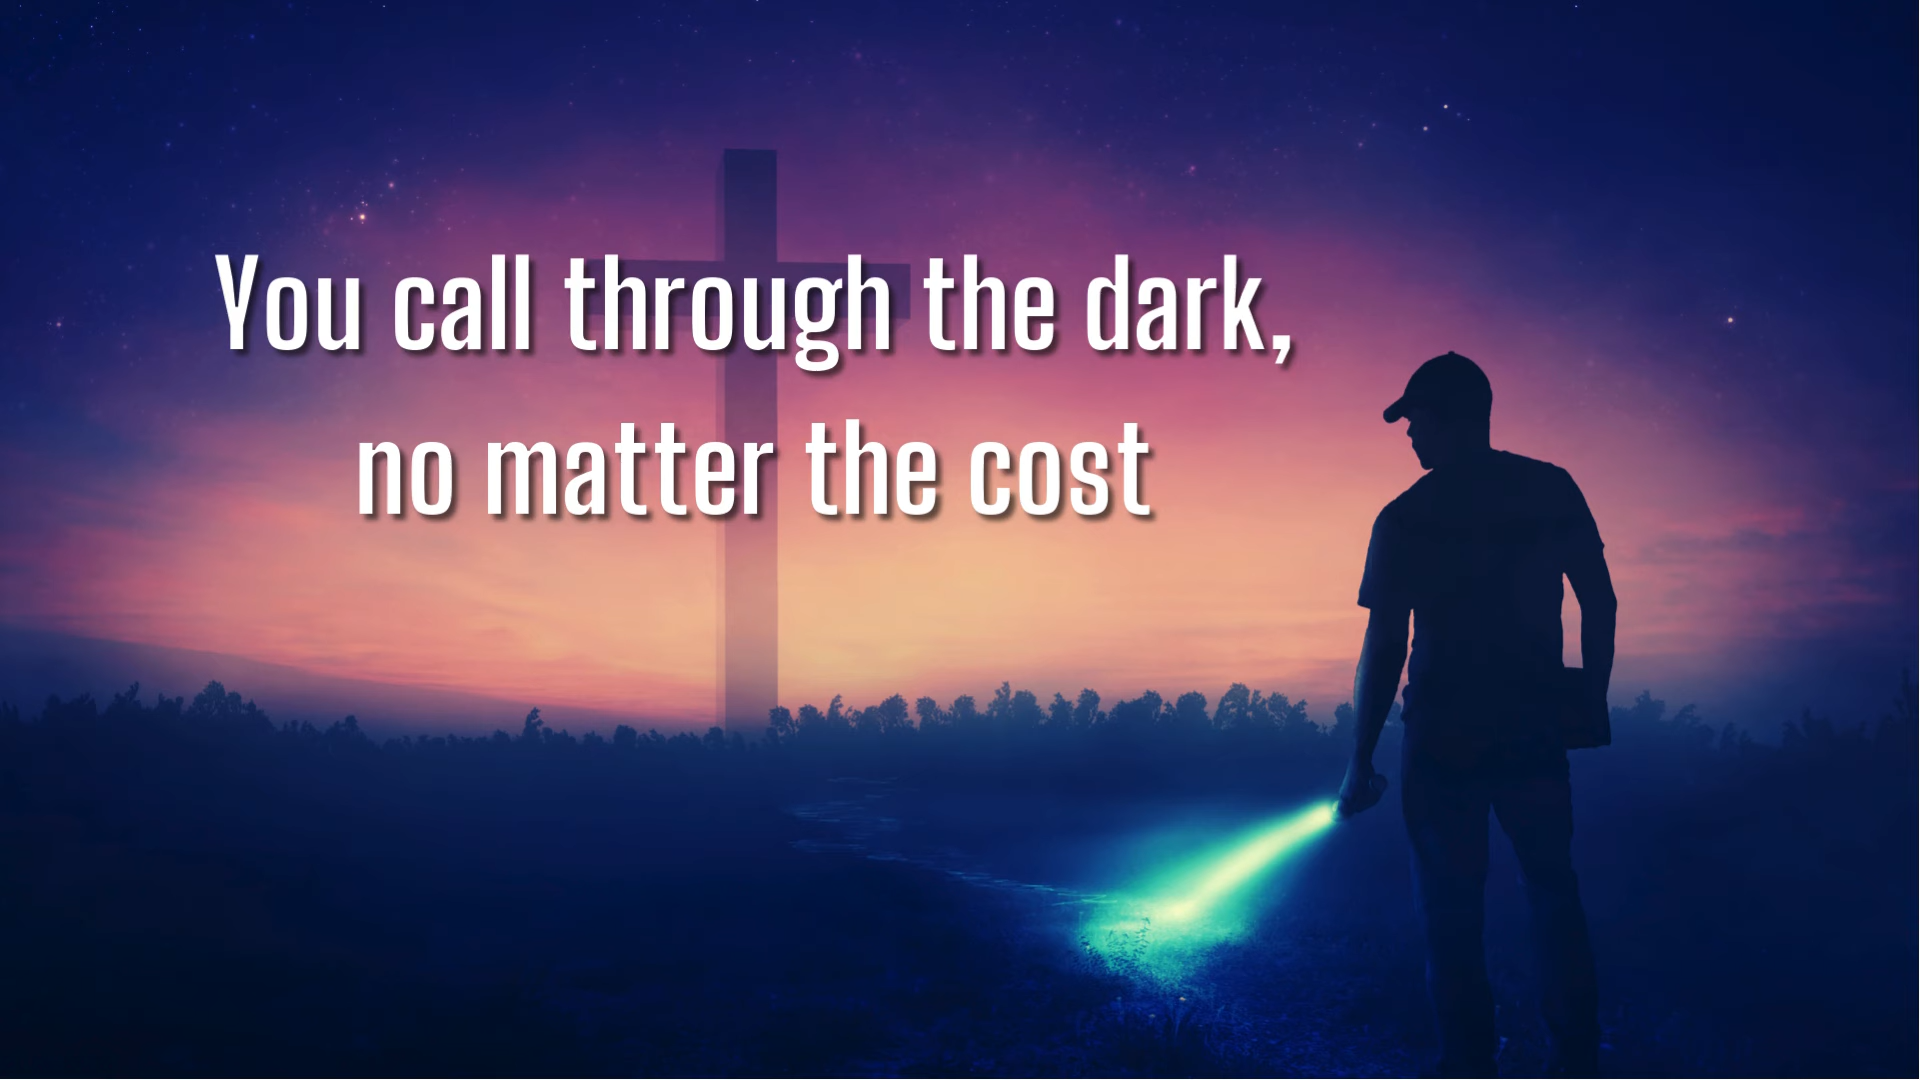 You call through the dark,
no matter the cost